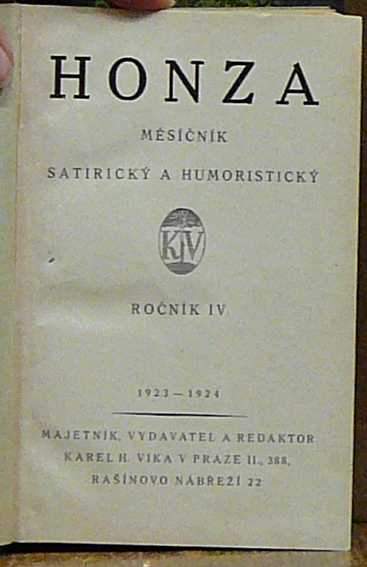 HONZA
MĚSÍČNÍK
SATIRICKÝ A HUMORISTICKÝ
KV
ROČNÍK IV
1923—1924
MAJETNÍK, VYDAVATEL A REDAKTOR
KAREL H. VIKA V PRAZE II., 388,
RAŠÍNOVO NÁBŘEŽÍ 22